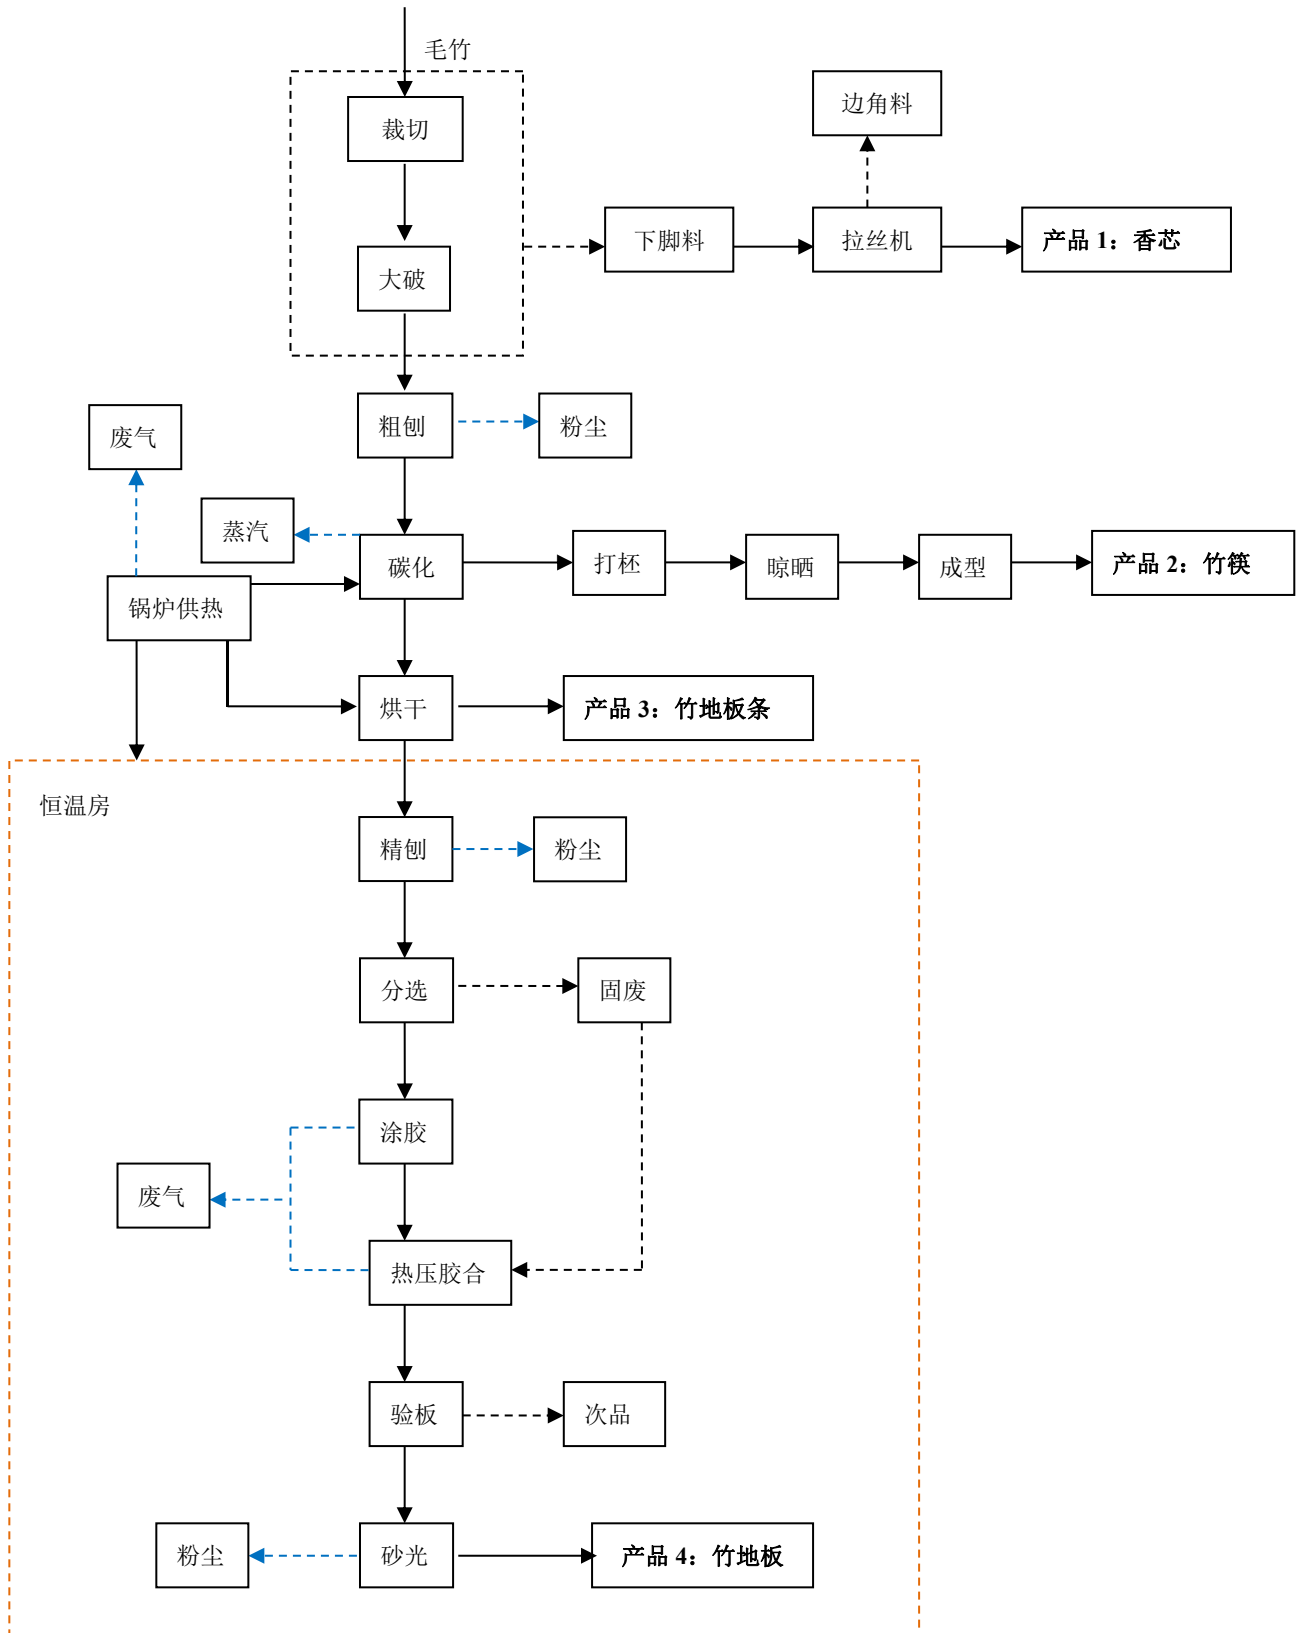 毛竹
裁切
边角料
大破
下脚料
拉丝机
产品 1：香芯
粗刨
粉尘
废气
蒸汽
碳化
打杯
晾晒
成型
产品 2：竹筷
锅炉供热
烘干
产品 3：竹地板条
恒温房
精刨
粉尘
分选
固废
涂胶
废气
热压胶合
验板
次品
粉尘
砂光
产品 4：竹地板